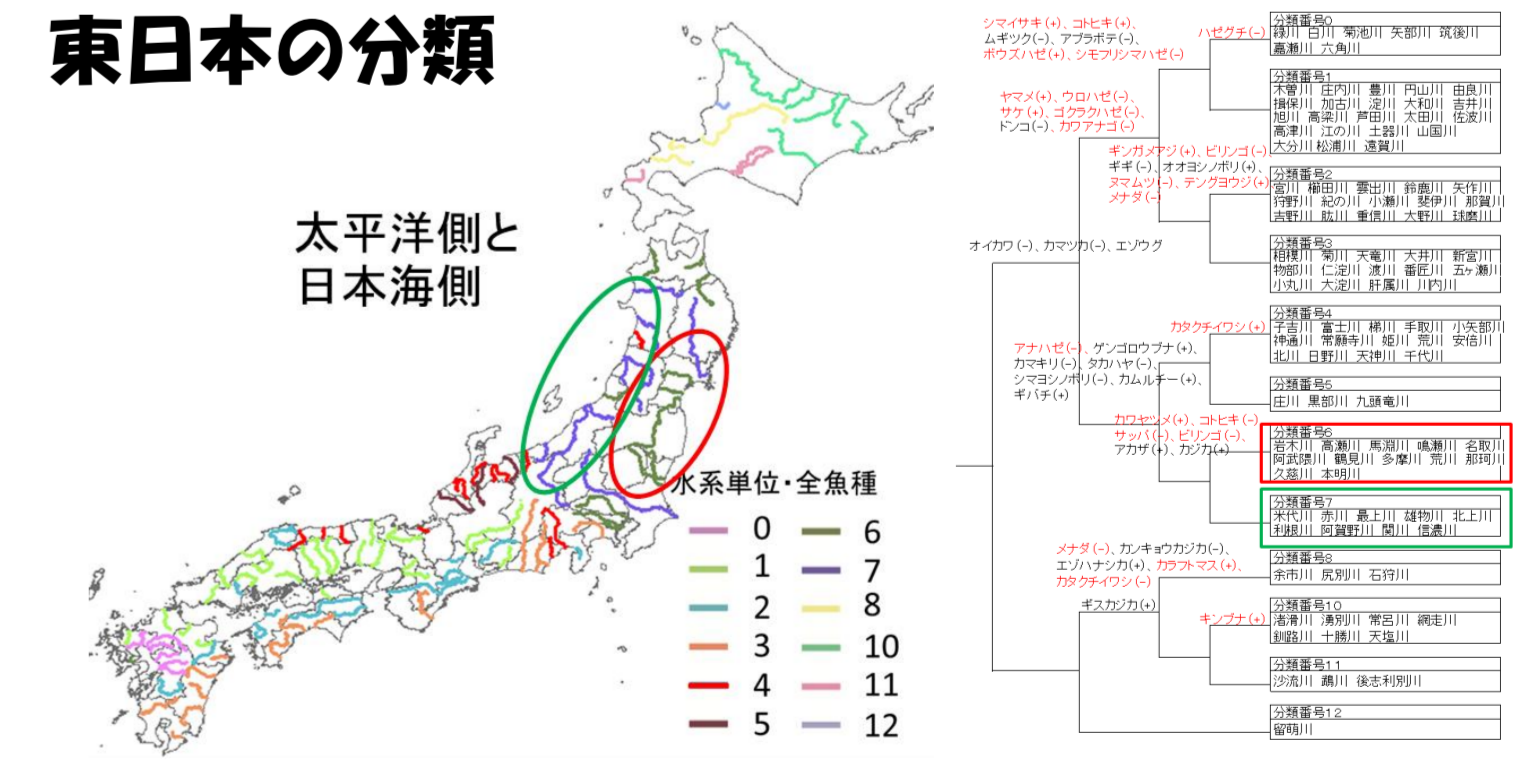 東日本の分類
太平洋側と
日本海側
水系単位・全魚種
0
1
2
3
4
5
6
7
8
10
11
12
シマイサキ(+)、コトヒキ(+)、
ムギツク(-)、アブラボテ(-)、
ボウズハゼ(+)、シモフリシマハゼ(-)
ハゼグチ(-)
ヤマメ(+)、ウロハゼ(-)、
サケ(+)、ゴクラクハゼ(-)、
ドンコ(-)、カワアナゴ(-)
ギンガメアジ(+)、ビリンゴ(-)、
ギギ(-)、オオヨシノボリ(+)、
ヌマムツ(-)、テングヨウジ(+)
メナダ(-)
オイカワ(-)、カマツカ(-)、エゾウグ
カタクチイワシ(+)
アナハゼ(-)、ゲンゴロウブナ(+)、
カマキリ(-)、タカハヤ(-)、
シマヨシノボリ(-)、カムルチー(+)、
ギバチ(+)
カワヤツメ(+)、コトヒキ(-)
サッパ(-)、ビリンゴ(-)、
アカザ(+)、カジカ(+)
メナダ(-)、カンキョウカジカ(-)、
エゾハナシカ(+)、カラフトマス(+)、
カタクチイワシ(-)
ギスカジカ(+)
キンブナ(+)
分類番号0
緑川 白川 菊池川 矢部川 筑後川
嘉瀬川 六角川
分類番号1
木曽川 庄内川 豊川 円山川 由良川
揖保川 加古川 淀川 大和川 吉井川
旭川 高梁川 芦田川 太田川 佐波川
高津川 江の川 土器川 山国川
大分川 松浦川 遠賀川
分類番号2
宮川 櫛田川 雲出川 鈴鹿川 矢作川
狩野川 紀の川 小瀬川 斐伊川 那賀川
吉野川 肱川 重信川 大野川 球磨川
分類番号3
相模川 菊川 天竜川 大井川 新宮川
物部川 仁淀川 渡川 番匠川 五ヶ瀬川
小丸川 大淀川 肝属川 川内川
分類番号4
子吉川 富士川 梯川 手取川 小矢部川
神通川 常願寺川 姫川 荒川 安倍川
北川 日野川 天神川 千代川
分類番号5
庄川 黒部川 九頭竜川
分類番号6
岩木川 高瀬川 馬淵川 鳴瀬川 名取川
阿武隈川 鶴見川 多摩川 荒川 那珂川
久慈川 本明川
分類番号7
米代川 赤川 最上川 雄物川 北上川
利根川 阿賀野川 関川 信濃川
分類番号8
余市川 尻別川 石狩川
分類番号10
渚滑川 湧別川 常呂川 網走川
釧路川 十勝川 天塩川
分類番号11
沙流川 鵡川 後志利別川
分類番号12
留萌川